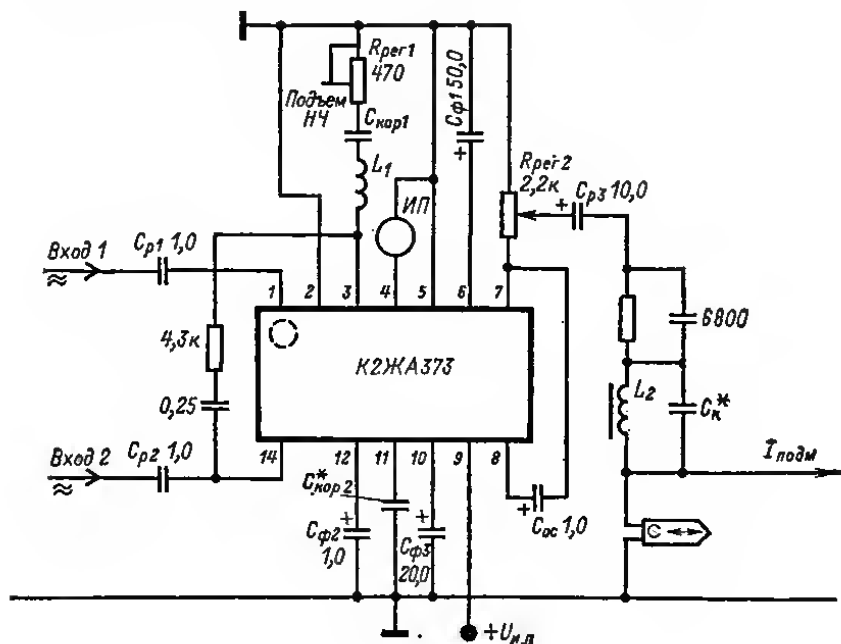 Rрег1
470
Подъем
НЧ
Cкор1
L1
ИП
Cф1 50,0
Rрег2
2,2к
+
Cр3 10,0
+
Вход 1
Cр1 1,0
1
2
3
4
5
6
7
4,3к
0,25
К2ЖА373
6800
L2
Cк*
Iподм
Вход 2
Cр2 1,0
14
12
11
10
9
8
C*кор2
+
Cф2
1,0
+
Cф3
20,0
+
Cос 1,0
С
+Uи.п